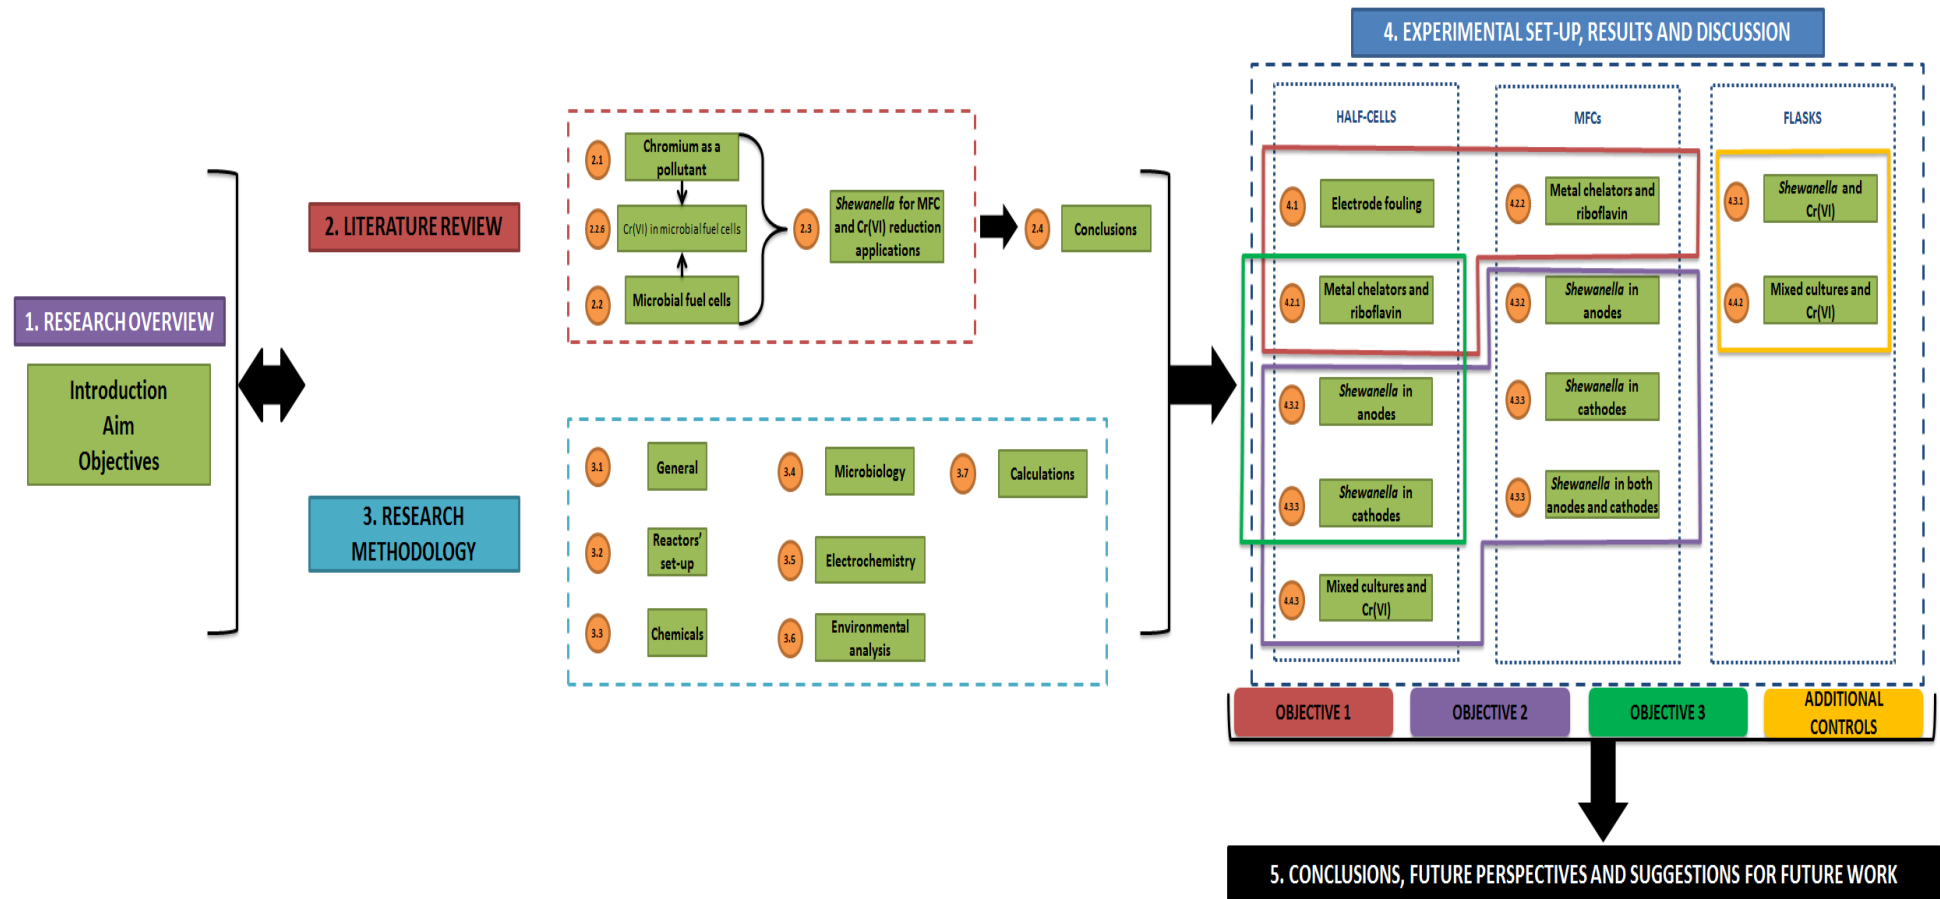 1. RESEARCH OVERVIEW
Introduction
Aim
Objectives
2. LITERATURE REVIEW
2.1
Chromium as a
pollutant
2.2.6
Cr(VI) in microbial fuel cells
2.2
Microbial fuel cells
2.3
Shewanella for MFC
and Cr(VI) reduction
applications
2.4
Conclusions
3. RESEARCH
METHODOLOGY
3.1
General
3.2
Reactors'
set-up
3.3
Chemicals
3.4
Microbiology
3.5
Electrochemistry
3.6
Environmental
analysis
3.7
Calculations
4. EXPERIMENTAL SET-UP, RESULTS AND DISCUSSION
HALF-CELLS
4.1
Electrode fouling
4.2.1
Metal chelators and
riboflavin
4.3.2
Shewanella in
anodes
4.3.3
Shewanella in
cathodes
4.4.3
Mixed cultures and
Cr(VI)
MFCs
4.2.2
Metal chelators and
riboflavin
4.3.2
Shewanella in
anodes
4.3.3
Shewanella in
cathodes
4.3.3
Shewanella in both
anodes and cathodes
FLASKS
4.3.1
Shewanella and
Cr(VI)
4.4.2
Mixed cultures and
Cr(VI)
OBJECTIVE 1
OBJECTIVE 2
OBJECTIVE 3
ADDITIONAL
CONTROLS
5. CONCLUSIONS, FUTURE PERSPECTIVES AND SUGGESTIONS FOR FUTURE WORK